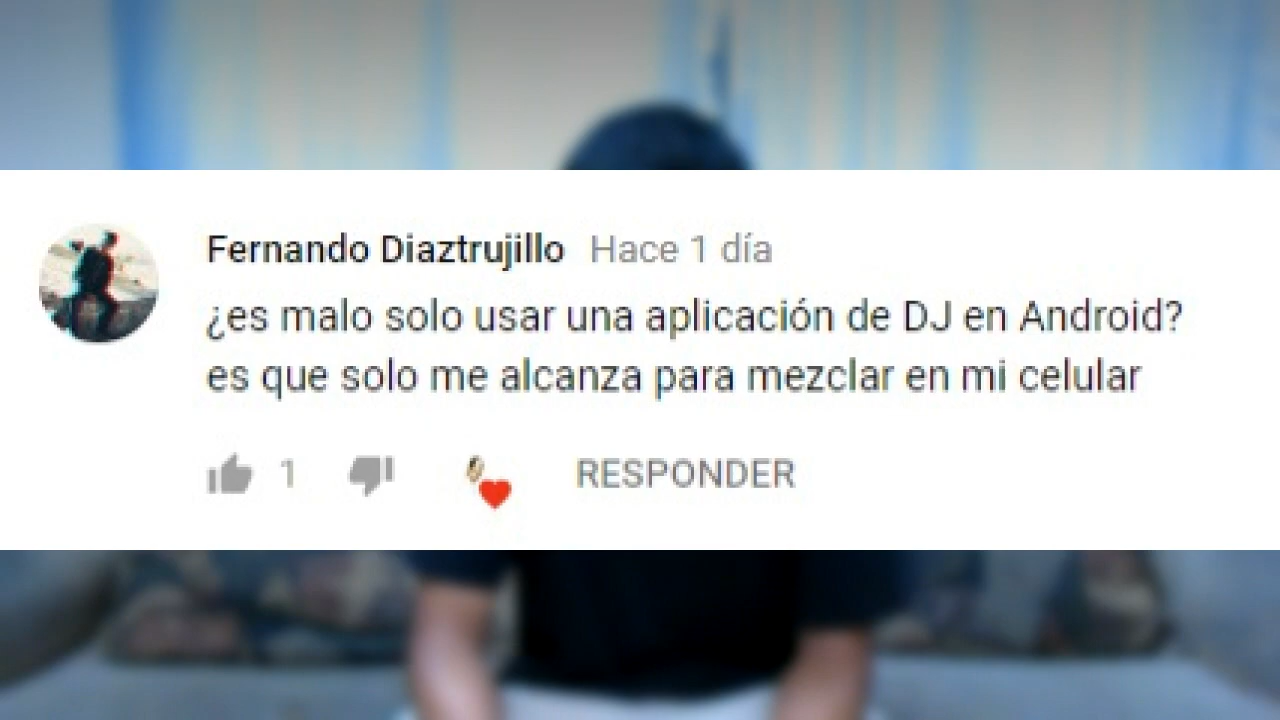 Fernando Diaztrujillo Hace 1 día
¿es malo solo usar una aplicación de DJ en Android?
es que solo me alcanza para mezclar en mi celular
1 RESPONDER